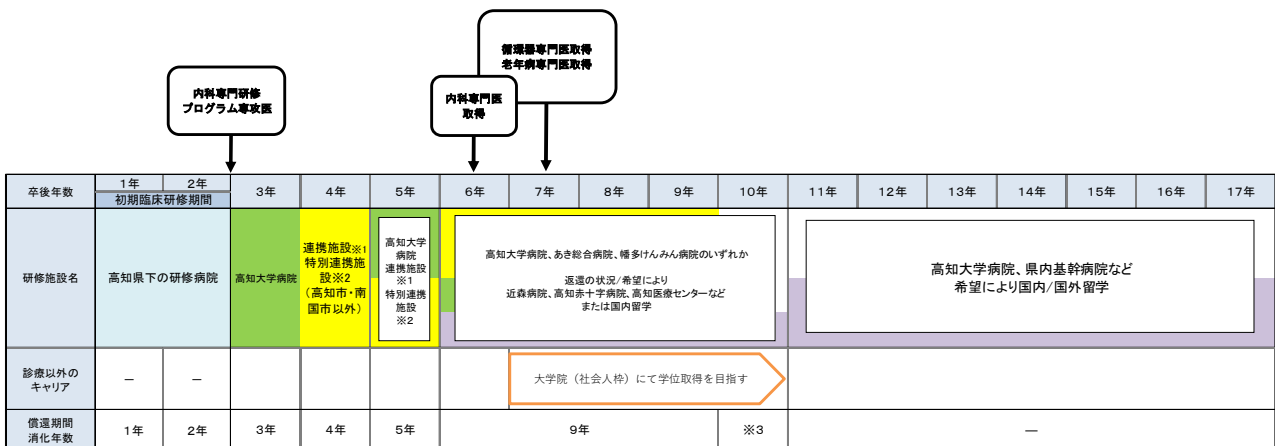 循環器専門医取得
老年病専門医取得
内科専門研修
プログラム専攻医
内科専門医
取得
卒後年数
1年
2年
初期臨床研修期間
3年
4年
5年
6年
7年
8年
9年
10年
11年
12年
13年
14年
15年
16年
17年
研修施設名
高知県下の研修病院
高知大学病院
連携施設※1
特別連携施
設※2
(高知市・南
国市以外)
高知大学
病院
連携施設
※1
特別連携
施設
※2
高知大学病院、あき総合病院、幡多けんみん病院のいずれか
返還の状況/希望により
近森病院、高知赤十字病院、高知医療センターなど
または国内留学
高知大学病院、県内基幹病院など
希望により国内/国外留学
診療以外の
キャリア
－
－
大学院（社会人枠）にて学位取得を目指す
償還期間
消化年数
1年
2年
3年
4年
5年
9年
※3
－